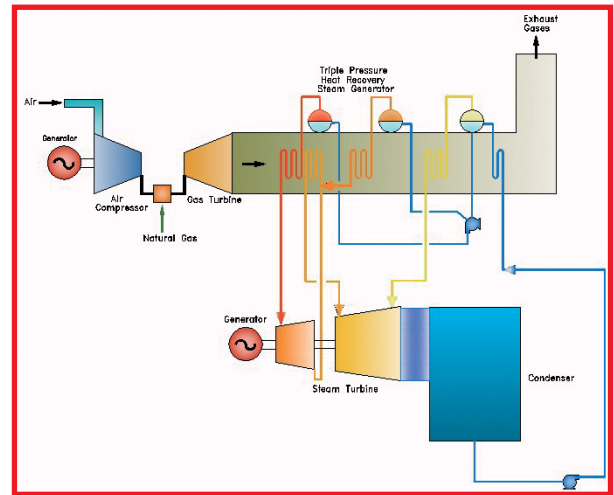 Exhaust
Gases
Triple Pressure
Heat Recovery
Steam Generator
Air
Generator
Air
Compressor
Gas Turbine
Natural Gas
Generator
Steam Turbine
Condenser